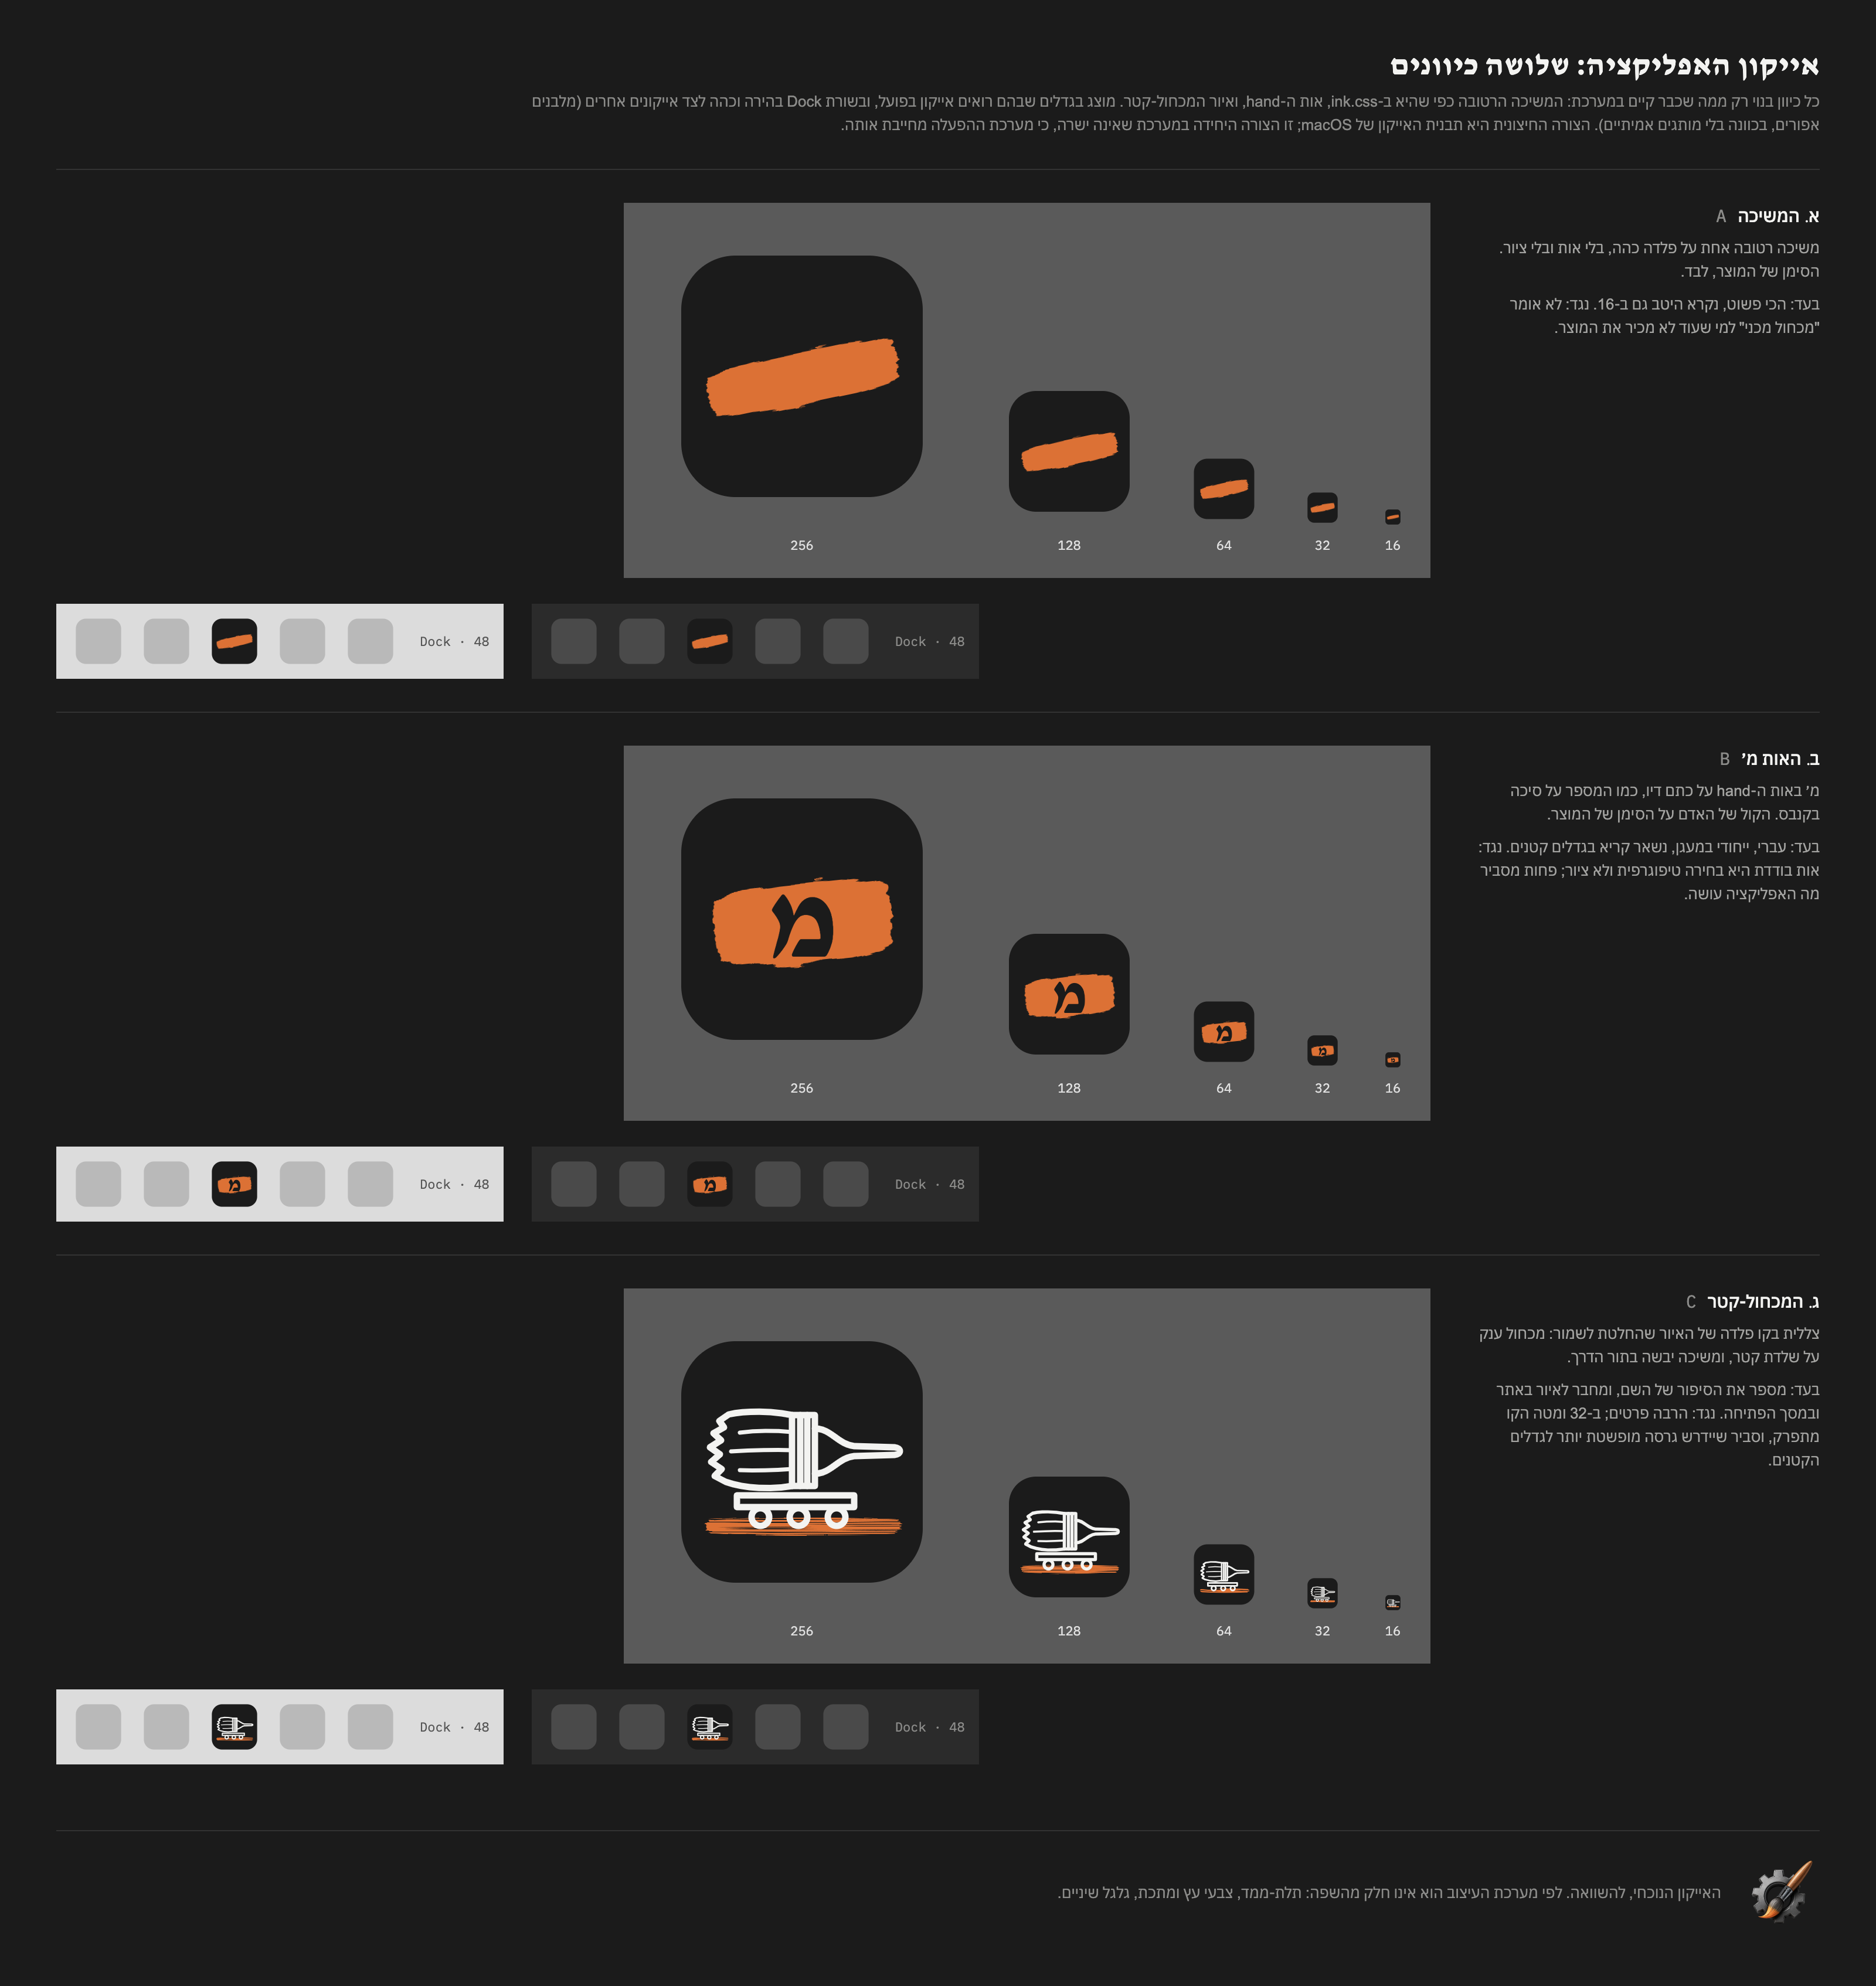 אייקון האפליקציה: שלושה כיוונים
כל כיוון בנוי רק ממה שכבר קיים במערכת: המשיכה הרטובה כפי שהיא ב-ink.css, אות ה-hand, ואיור המכחול-קטר. מוצג בגדלים שבהם רואים אייקון בפועל, ובשורת Dock בהירה וכהה לצד אייקונים אחרים (מלבנים
אפורים, בכוונה בלי מותגים אמיתיים). הצורה החיצונית היא תבנית האייקון של macOS; זו הצורה היחידה במערכת שאינה ישרה, כי מערכת ההפעלה מחייבת אותה.
א. המשיכה A
משיכה רטובה אחת על פלדה כהה, בלי אות ובלי ציור.
הסימן של המוצר, לבד.
בעד: הכי פשוט, נקרא היטב גם ב-16. נגד: לא אומר
"מכחול מכני" למי שעוד לא מכיר את המוצר.
16 32 64 128 256
Dock · 48
Dock · 48
ב. האות מ׳ B
מ׳ באות ה-hand על כתם דיו, כמו המספר על סיכה
בקנבס. הקול של האדם על הסימן של המוצר.
בעד: עברי, ייחודי במעגן, נשאר קריא בגדלים קטנים. נגד:
אות בודדת היא בחירה טיפוגרפית ולא ציור; פחות מסביר
מה האפליקציה עושה.
מ
מ
מ
מ
מ
16 32 64 128 256
מ
Dock · 48
מ
Dock · 48
ג. המכחול-קטר C
צללית בקו פלדה של האיור שהחלטת לשמור: מכחול ענק
על שלדת קטר, ומשיכה יבשה בתור הדרך.
בעד: מספר את הסיפור של השם, ומחבר לאיור באתר
ובמסך הפתיחה. נגד: הרבה פרטים; ב-32 ומטה הקו
מתפרק, וסביר שיידרש גרסה מופשטת יותר לגדלים
הקטנים.
16 32 64 128 256
Dock · 48
Dock · 48
האייקון הנוכחי, להשוואה. לפי מערכת העיצוב הוא אינו חלק מהשפה: תלת-ממד, צבעי עץ ומתכת, גלגל שיניים.